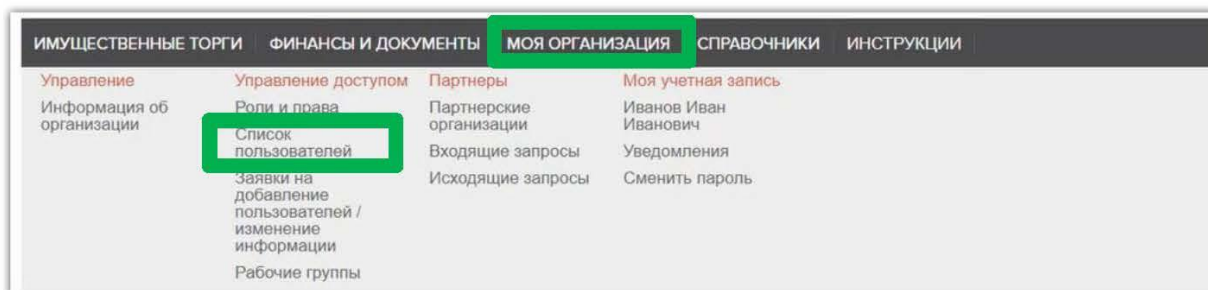 ИМУЩЕСТВЕННЫЕ ТОРГИ ФИНАНСЫ И ДОКУМЕНТЫ МОЯ ОРГАНИЗАЦИЯ СПРАВОЧНИКИ ИНСТРУКЦИИ
Управление
Информация об
организации
Управление доступом
Роли и права
Список
пользователей
Заявки на
добавление
пользователей /
изменение
информации
Рабочие группы
Партнеры
Партнерские
организации
Входящие запросы
Исходящие запросы
Моя учетная запись
Иванов Иван
Иванович
Уведомления
Сменить пароль